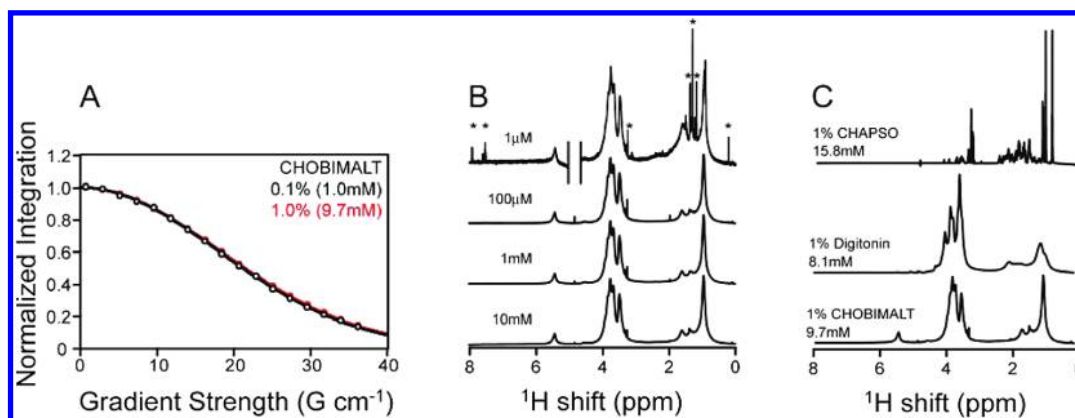 A
CHOBIMALT
0.1% (1.0mM)
1.0% (9.7mM)
Normalized Integration
1.2
1.0
0.8
0.6
0.4
0.2
0
0 10 20 30 40
Gradient Strength (G cm⁻¹)
B
* * * * * * *
1µM
100µM
1mM
10mM
8 6 4 2 0
¹H shift (ppm)
C
1% CHAPSO
15.8mM
1% Digitonin
8.1mM
1% CHOBIMALT
9.7mM
8 6 4 2
¹H shift (ppm)